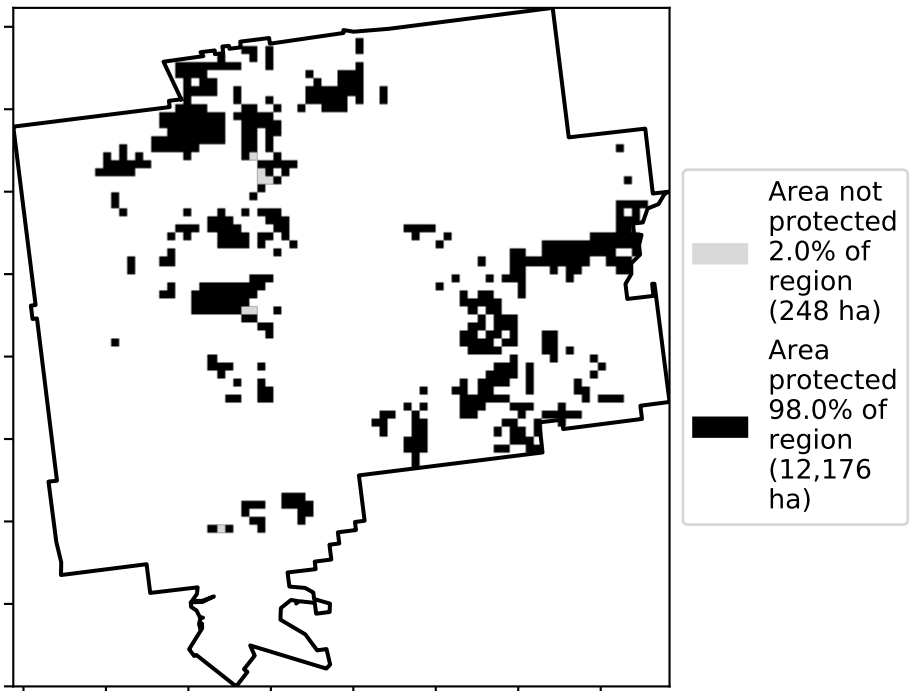 Area not
protected
2.0% of
region
(248 ha)
Area
protected
98.0% of
region
(12,176
ha)